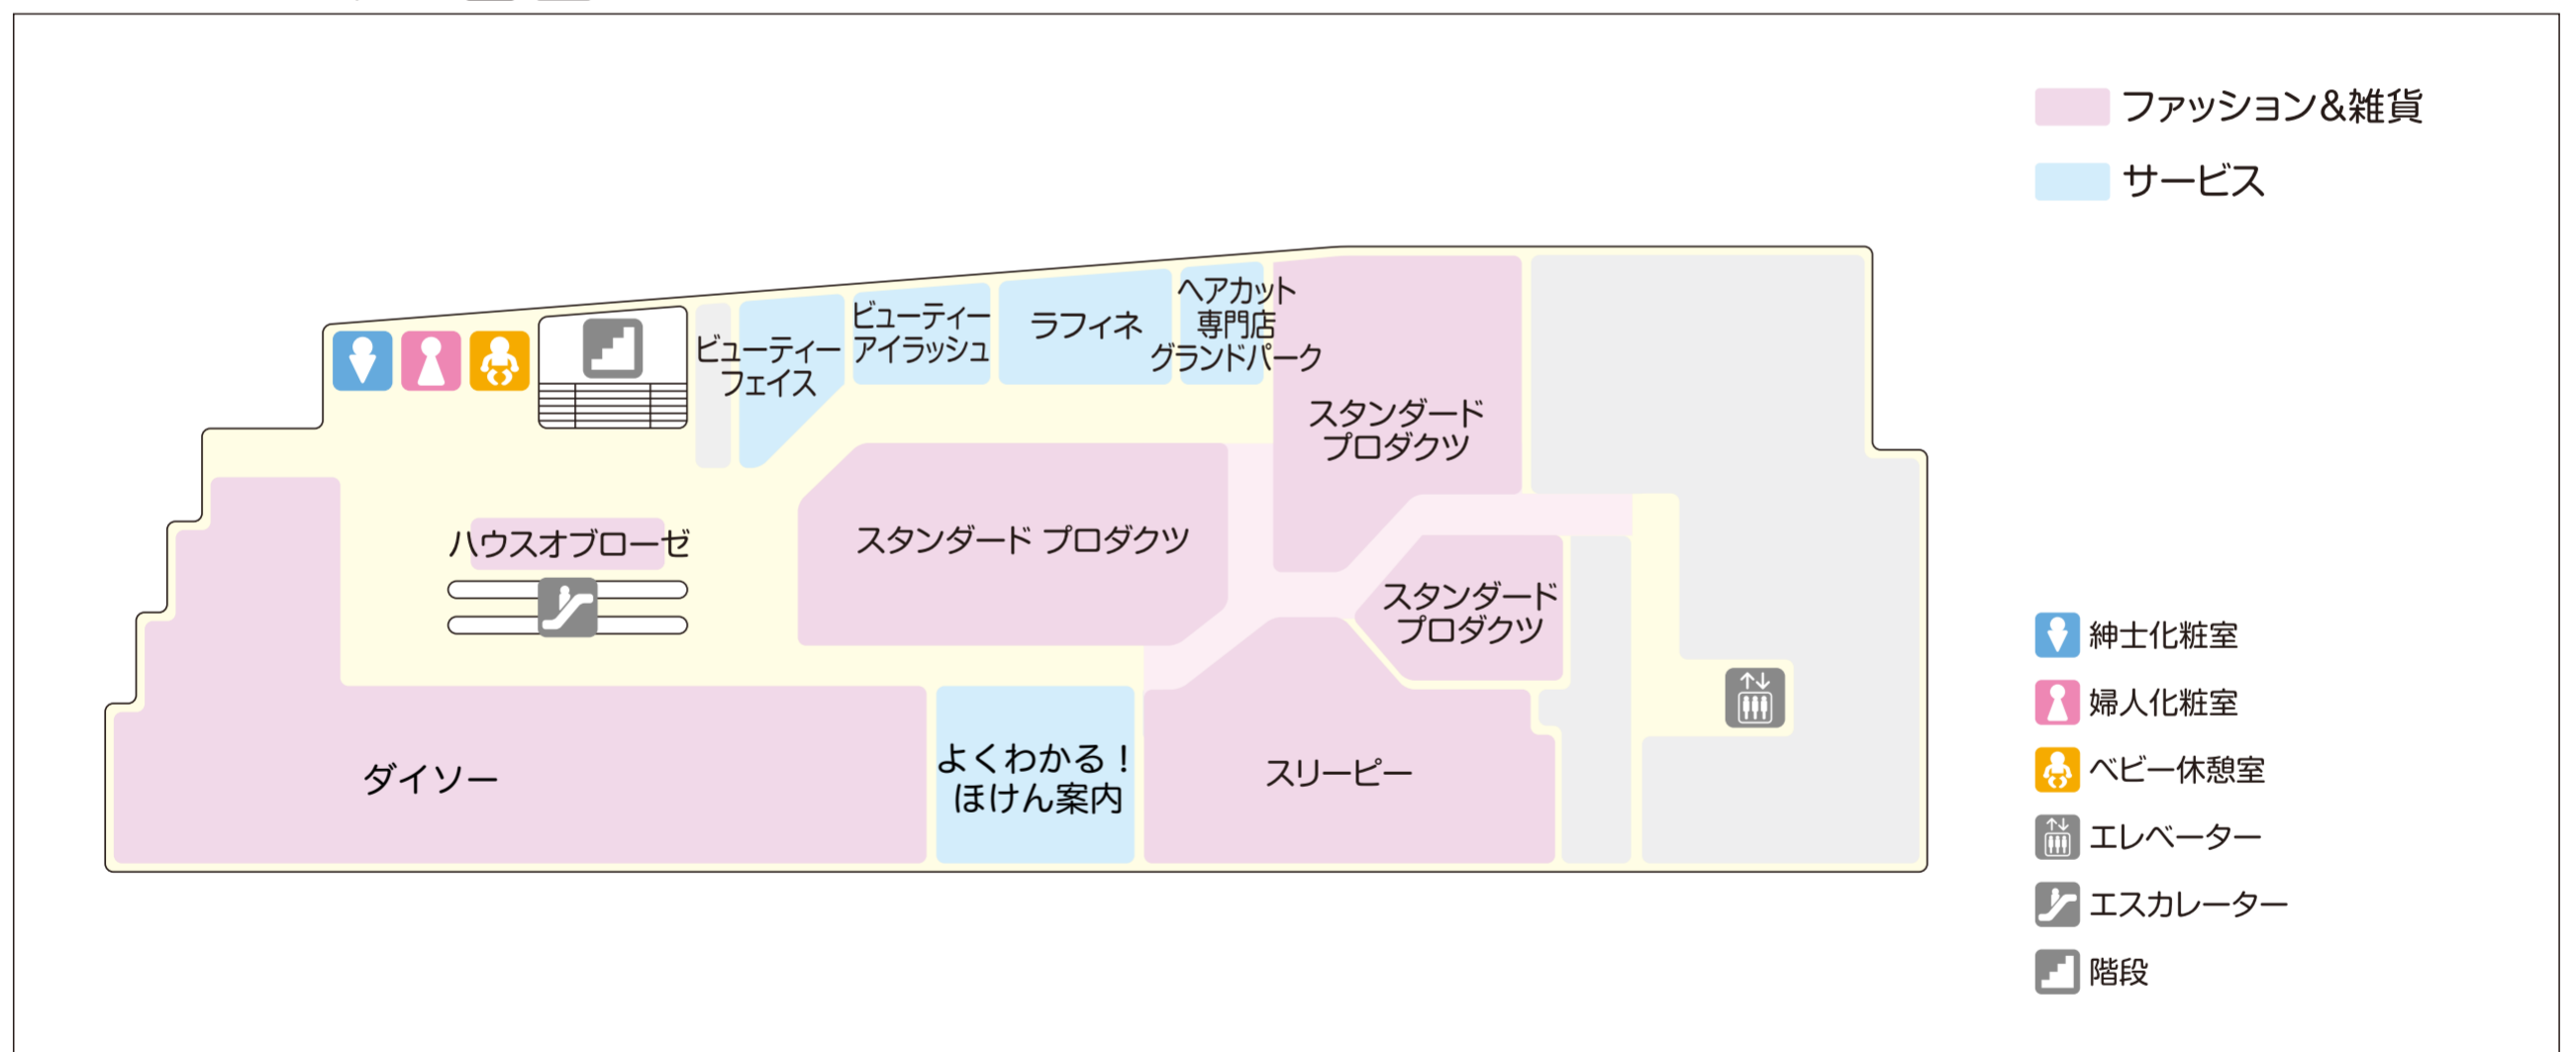 ファッション&雑貨
サービス
ビューティー
フェイス
ビューティー
アイラッシュ
ラフィネ
ヘアカット
専門店
グランドパーク
スタンダード
プロダクツ
ハウスオブローゼ
スタンダード プロダクツ
スタンダード
プロダクツ
ダイソー
よくわかる！
ほけん案内
スリーピー
紳士化粧室
婦人化粧室
ベビー休憩室
エレベーター
エスカレーター
階段